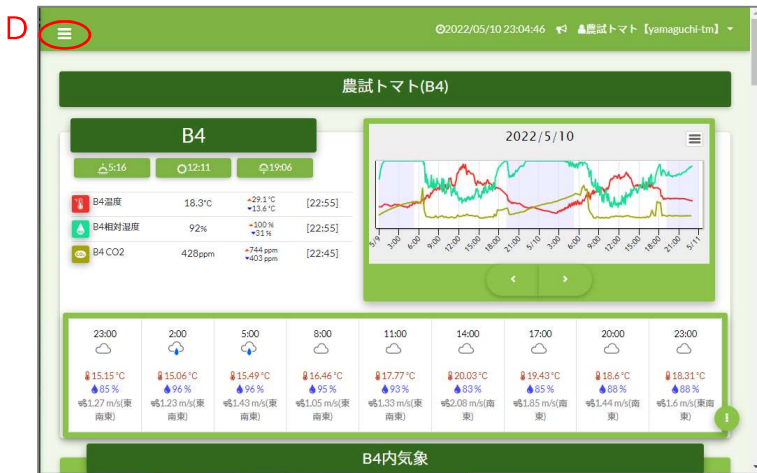 D
2022/05/10 23:04:46 農試トマト【yamaguchi-tm】
農試トマト(B4)
B4
5:16 12:11 19:06
B4温度 18.3°C 29.1°C 13.6°C [22:55]
B4相対湿度 92% 100% 31% [22:55]
B4 CO2 428ppm 744 ppm 403 ppm [22:45]
2022/5/10
5/9 3:00 6:00 9:00 12:00 15:00 18:00 21:00 5/10 3:00 6:00 9:00 12:00 15:00 18:00 21:00 5/11
23:00 2:00 5:00 8:00 11:00 14:00 17:00 20:00 23:00
15.15 °C 15.06 °C 15.49 °C 16.46 °C 17.77 °C 20.03 °C 19.43 °C 18.6 °C 18.31 °C
85 % 96 % 96 % 95 % 93 % 83 % 85 % 88 % 88 %
1.27 m/s(東 1.23 m/s(東 1.43 m/s(東 1.05 m/s(東 1.33 m/s(東 2.08 m/s(南 1.85 m/s(南 1.44 m/s(南 1.6 m/s(東南
南東) 南東) 南東) 南東) 南東) 東) 東) 東) 東)
B4内気象